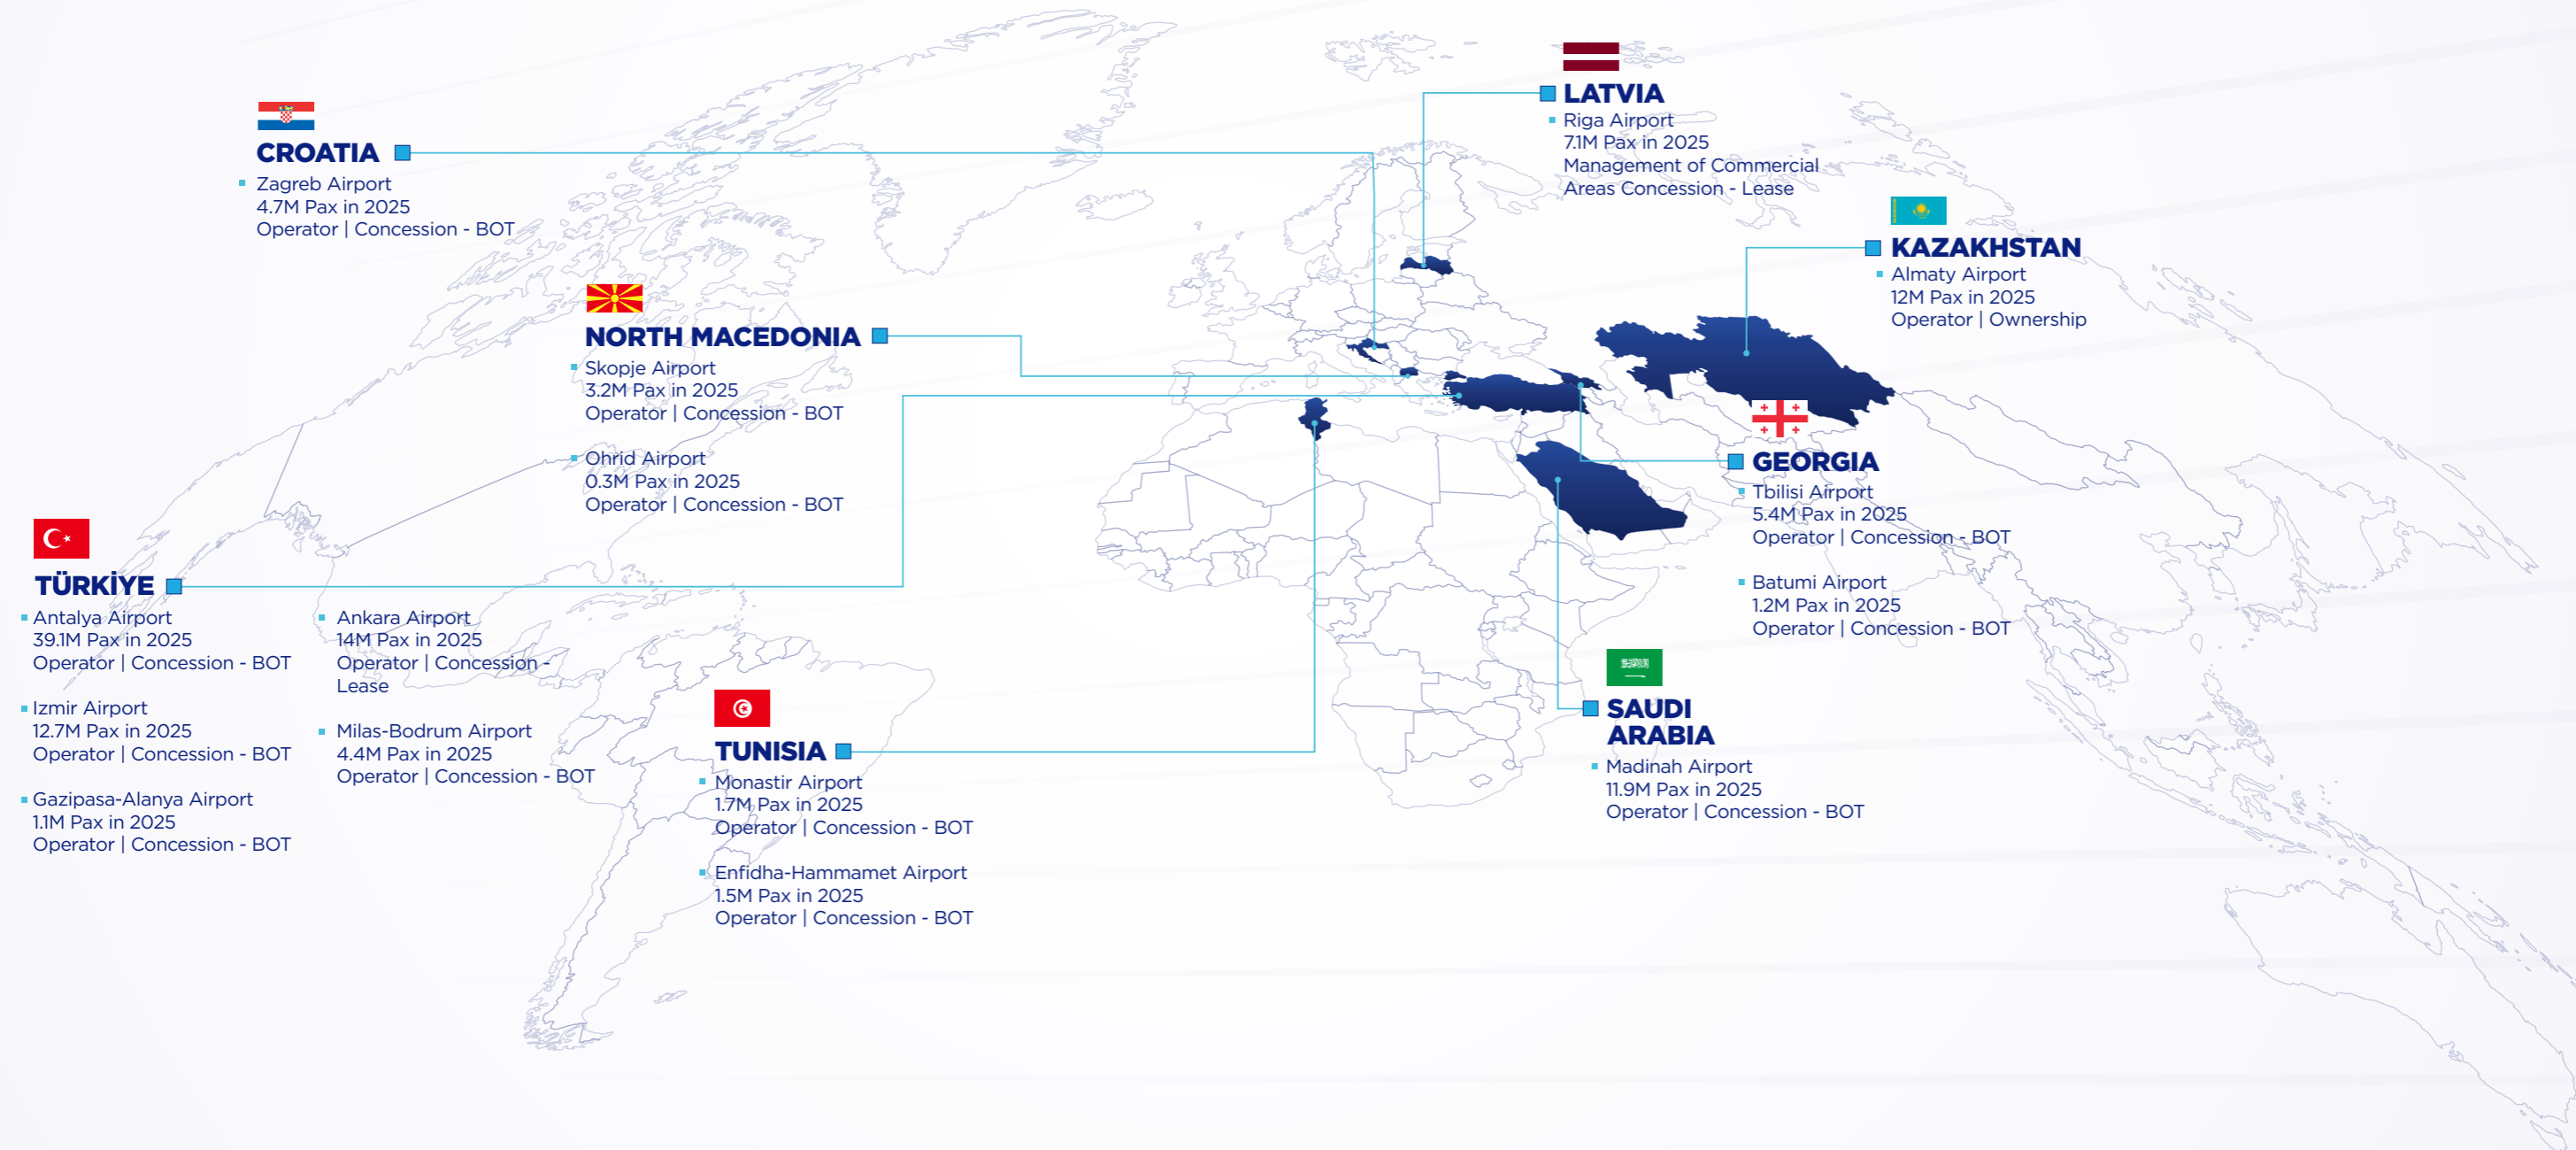 CROATIA
Zagreb Airport
4.7M Pax in 2025
Operator | Concession - BOT
LATVIA
Riga Airport
7.1M Pax in 2025
Management of Commercial
Areas Concession - Lease
KAZAKHSTAN
Almaty Airport
12M Pax in 2025
Operator | Ownership
NORTH MACEDONIA
Skopje Airport
3.2M Pax in 2025
Operator | Concession - BOT
Ohrid Airport
0.3M Pax in 2025
Operator | Concession - BOT
GEORGIA
Tbilisi Airport
5.4M Pax in 2025
Operator | Concession - BOT
Batumi Airport
1.2M Pax in 2025
Operator | Concession - BOT
TÜRKİYE
Antalya Airport
39.1M Pax in 2025
Operator | Concession - BOT
Izmir Airport
12.7M Pax in 2025
Operator | Concession - BOT
Gazipasa-Alanya Airport
1.1M Pax in 2025
Operator | Concession - BOT
Ankara Airport
14M Pax in 2025
Operator | Concession -
Lease
Milas-Bodrum Airport
4.4M Pax in 2025
Operator | Concession - BOT
TUNISIA
Monastir Airport
1.7M Pax in 2025
Operator | Concession - BOT
Enfidha-Hammamet Airport
1.5M Pax in 2025
Operator | Concession - BOT
SAUDI
ARABIA
Madinah Airport
11.9M Pax in 2025
Operator | Concession - BOT